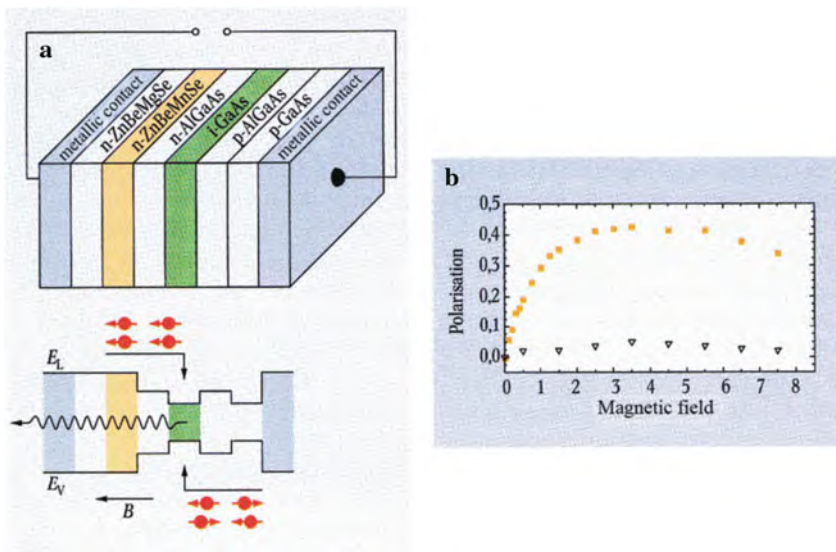 a
metallic contact
n-ZnBeMgSe
n-ZnBeMnSe
n-AlGaAs
i-GaAs
p-AlGaAs
p-GaAs
metallic contact
E_L
E_V
B
b
0,5
0,4
0,3
0,2
0,1
0,0
Polarisation
0 1 2 3 4 5 6 7 8
Magnetic field